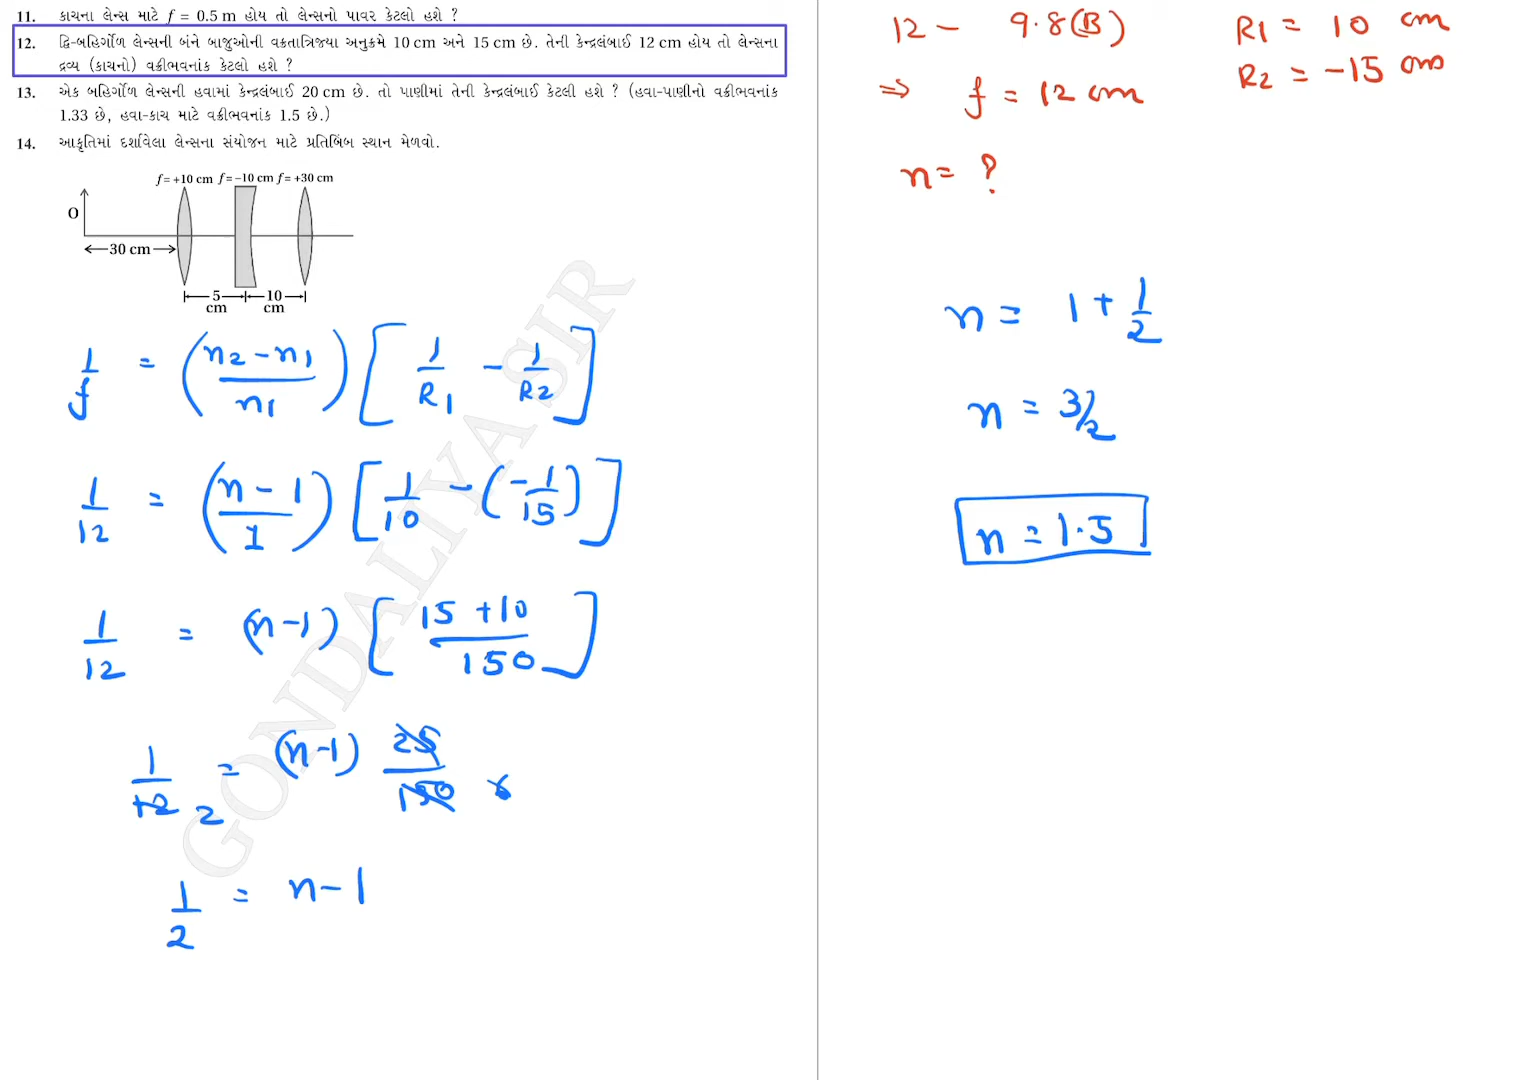 11. કાચના લેન્સ માટે f = 0.5 m હોય તો લેન્સનો પાવર કેટલો હશે ?
12. દ્વિ-બહિર્ગોળ લેન્સની બંને બાજુઓની વક્રતાત્રિજ્યા અનુક્રમે 10 cm અને 15 cm છે. તેની કેન્દ્રલંબાઈ 12 cm હોય તો લેન્સના
દ્રવ્ય (કાચનો) વક્રીભવનાંક કેટલો હશે ?
13. એક બહિર્ગોળ લેન્સની હવામાં કેન્દ્રલંબાઈ 20 cm છે. તો પાણીમાં તેની કેન્દ્રલંબાઈ કેટલી હશે ? (હવા-પાણીનો વક્રીભવનાંક
1.33 છે, હવા-કાચ માટે વક્રીભવનાંક 1.5 છે.)
14. આકૃતિમાં દર્શાવેલા લેન્સના સંયોજન માટે પ્રતિબિંબ સ્થાન મેળવો.
f = +10 cm f = −10 cm f = +30 cm
O
30 cm
5 cm
10 cm
1/f = (n2 − n1 / n1) [1/R1 − 1/R2]
1/12 = (n − 1 / 1) [1/10 − (−1/15)]
1/12 = (n−1) [15 + 10 / 150]
1/12 2 = (n−1) 25/150 6
1/2 = n − 1
12 − 9.8(B)
R1 = 10 cm
R2 = −15 cm
⇒ f = 12 cm
n = ?
n = 1 + 1/2
n = 3/2
n = 1.5
GONDALIYA SIR